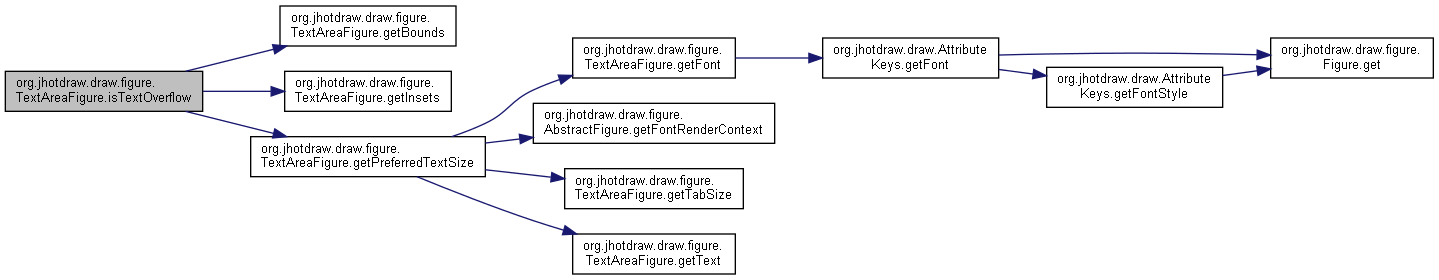 org.jhotdraw.draw.figure.
TextAreaFigure.isTextOverflow
org.jhotdraw.draw.figure.
TextAreaFigure.getBounds
org.jhotdraw.draw.figure.
TextAreaFigure.getInsets
org.jhotdraw.draw.figure.
TextAreaFigure.getPreferredTextSize
org.jhotdraw.draw.figure.
TextAreaFigure.getFont
org.jhotdraw.draw.figure.
AbstractFigure.getFontRenderContext
org.jhotdraw.draw.figure.
TextAreaFigure.getTabSize
org.jhotdraw.draw.figure.
TextAreaFigure.getText
org.jhotdraw.draw.Attribute
Keys.getFont
org.jhotdraw.draw.Attribute
Keys.getFontStyle
org.jhotdraw.draw.figure.
Figure.get